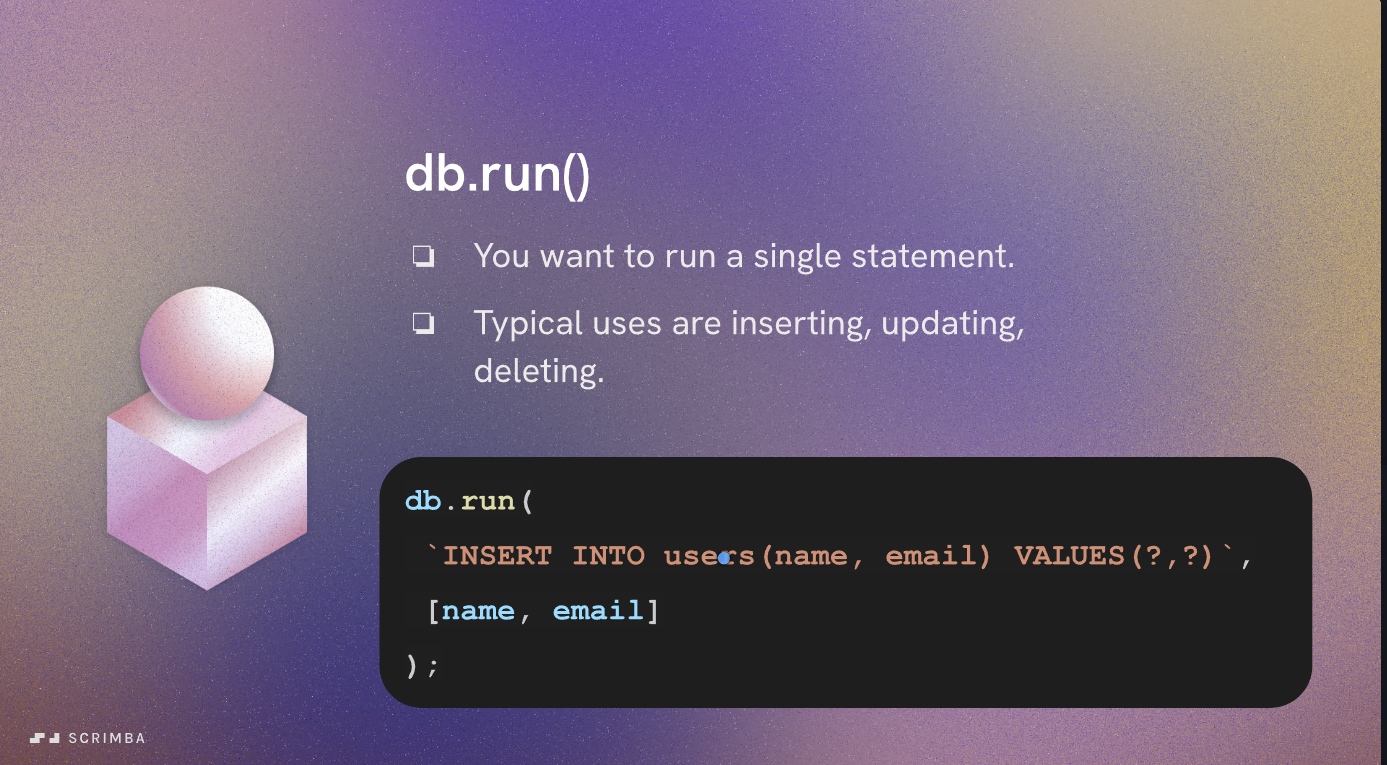 db.run()
❏ You want to run a single statement.
❏ Typical uses are inserting, updating,
deleting.
db.run(
`INSERT INTO users(name, email) VALUES(?,?)`,
[name, email]
);
SCRIMBA